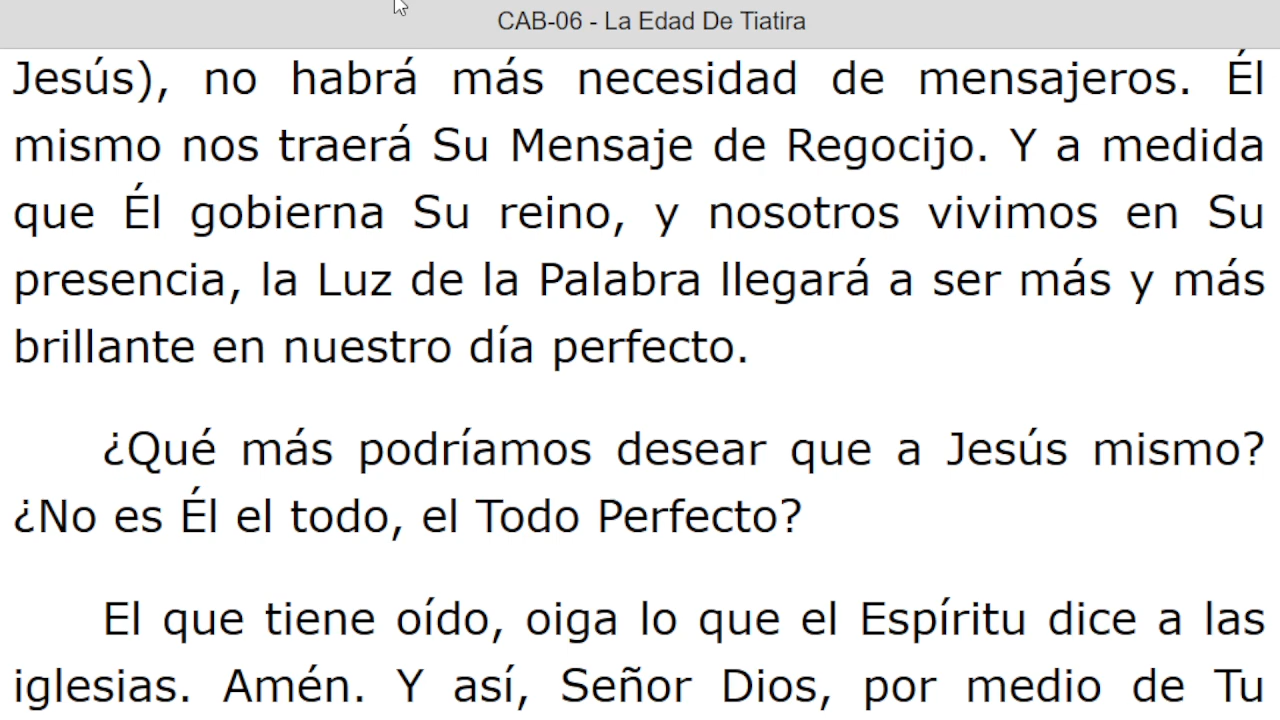 CAB-06 - La Edad De Tiatira
Jesús), no habrá más necesidad de mensajeros. Él
mismo nos traerá Su Mensaje de Regocijo. Y a medida
que Él gobierna Su reino, y nosotros vivimos en Su
presencia, la Luz de la Palabra llegará a ser más y más
brillante en nuestro día perfecto.
¿Qué más podríamos desear que a Jesús mismo?
¿No es Él el todo, el Todo Perfecto?
El que tiene oído, oiga lo que el Espíritu dice a las
iglesias. Amén. Y así, Señor Dios, por medio de Tu